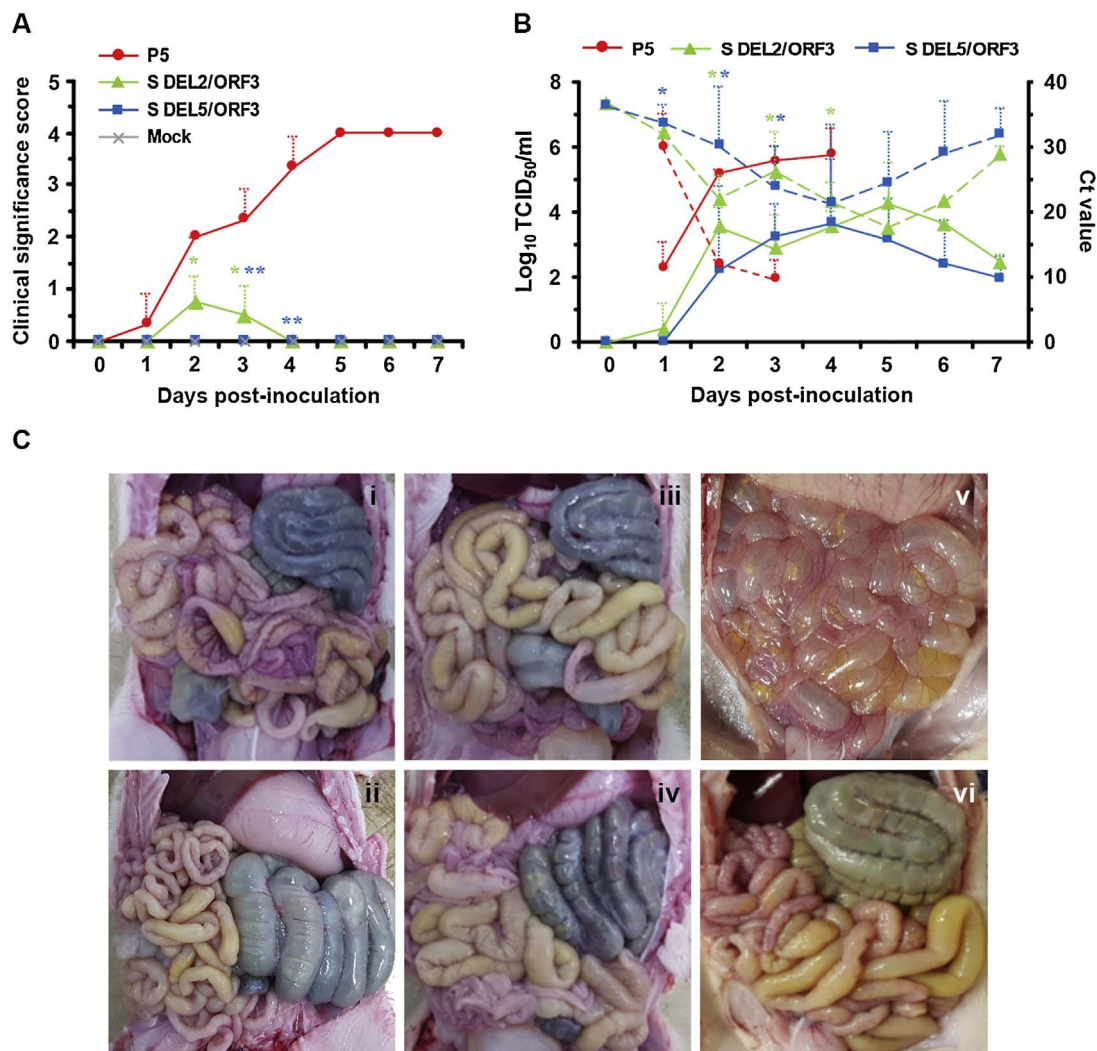 A
P5
S DEL2/ORF3
S DEL5/ORF3
Mock
5
4
3
2
1
0
Clinical significance score
* * ** **
0 1 2 3 4 5 6 7
Days post-inoculation
B
P5 S DEL2/ORF3 S DEL5/ORF3
8
6
4
2
0
Log10 TCID50/ml
* ** ** *
40
30
20
10
0
Ct value
0 1 2 3 4 5 6 7
Days post-inoculation
C
i iii v
ii iv vi